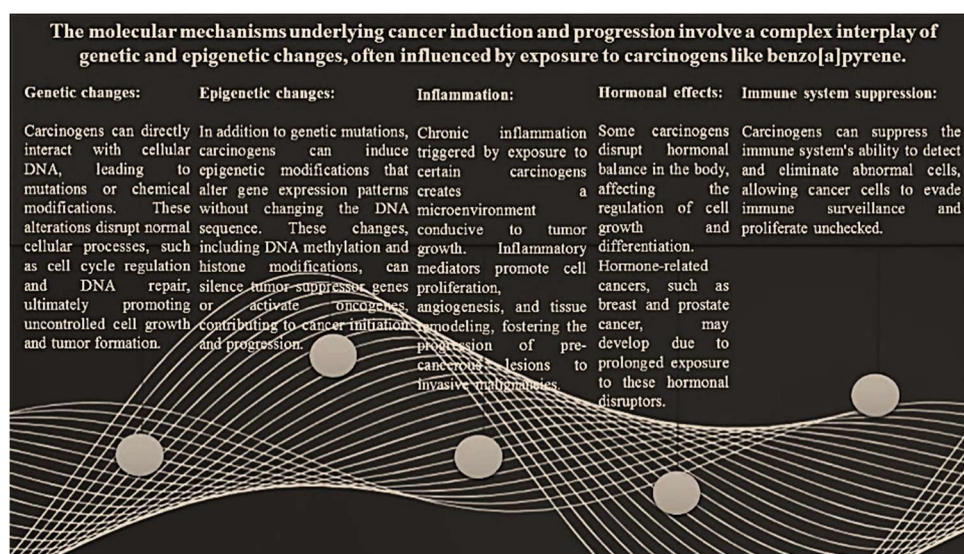 The molecular mechanisms underlying cancer induction and progression involve a complex interplay of
genetic and epigenetic changes, often influenced by exposure to carcinogens like benzo[a]pyrene.
Genetic changes:
Carcinogens can directly
interact with cellular
DNA, leading to
mutations or chemical
modifications. These
alterations disrupt normal
cellular processes, such
as cell cycle regulation
and DNA repair,
ultimately promoting
uncontrolled cell growth
and tumor formation.
Epigenetic changes:
In addition to genetic mutations,
carcinogens can induce
epigenetic modifications that
alter gene expression patterns
without changing the DNA
sequence. These changes,
including DNA methylation and
histone modifications, can
silence tumor suppressor genes
or activate oncogenes,
contributing to cancer initiation
and progression.
Inflammation:
Chronic inflammation
triggered by exposure to
certain carcinogens
creates a
microenvironment
conducive to tumor
growth. Inflammatory
mediators promote cell
proliferation,
angiogenesis, and tissue
remodeling, fostering the
progression of pre-
cancerous lesions to
invasive malignancies.
Hormonal effects:
Some carcinogens
disrupt hormonal
balance in the body,
affecting the
regulation of cell
growth and
differentiation.
Hormone-related
cancers, such as
breast and prostate
cancer, may
develop due to
prolonged exposure
to these hormonal
disruptors.
Immune system suppression:
Carcinogens can suppress the
immune system's ability to detect
and eliminate abnormal cells,
allowing cancer cells to evade
immune surveillance and
proliferate unchecked.